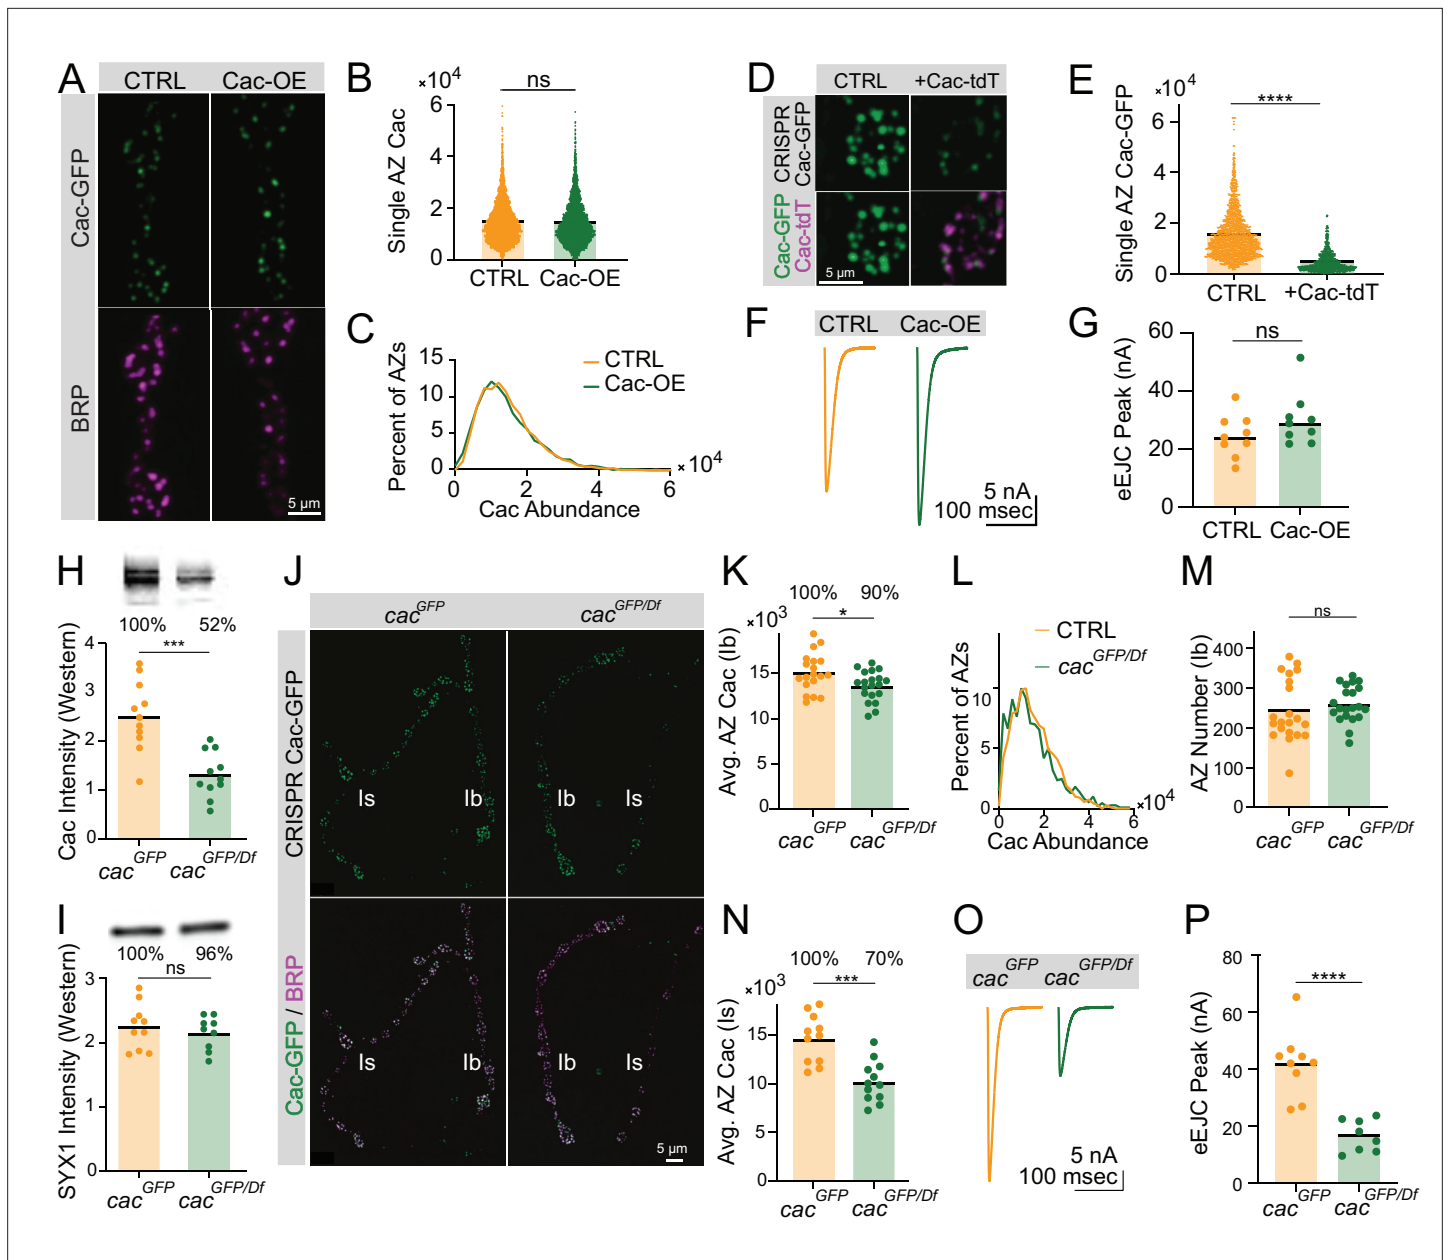 A
CTRL
Cac-OE
Cac-GFP
BRP
5 µm
B
×10⁴
ns
Single AZ Cac
6
4
2
0
CTRL
Cac-OE
C
Percent of AZs
15
10
5
0
CTRL
Cac-OE
0
2
4
6
×10⁴
Cac Abundance
D
CTRL
+Cac-tdT
CRISPR
Cac-GFP
Cac-GFP
Cac-tdT
5 µm
E
×10⁴
****
Single AZ Cac-GFP
6
4
2
0
CTRL
+Cac-tdT
F
CTRL
Cac-OE
5 nA
100 msec
G
ns
eEJC Peak (nA)
60
40
20
0
CTRL
Cac-OE
H
100%
52%
***
Cac Intensity (Western)
4
3
2
1
0
cac^GFP
cac^GFP/Df
I
100%
96%
ns
SYX1 Intensity (Western)
3
2
1
0
cac^GFP
cac^GFP/Df
J
cac^GFP
cac^GFP/Df
CRISPR Cac-GFP
Is
Ib
Ib
Is
Cac-GFP / BRP
Is
Ib
Ib
Is
5 µm
K
100%
90%
×10³
*
Avg. AZ Cac (Ib)
15
10
5
0
cac^GFP
cac^GFP/Df
L
CTRL
cac^GFP/Df
Percent of AZs
10
5
0
0
2
4
6
×10⁴
Cac Abundance
M
ns
AZ Number (Ib)
400
300
200
100
0
cac^GFP
cac^GFP/Df
N
100%
70%
×10³
***
Avg. AZ Cac (Is)
15
10
5
0
cac^GFP
cac^GFP/Df
O
cac^GFP
cac^GFP/Df
5 nA
100 msec
P
****
eEJC Peak (nA)
80
60
40
20
0
cac^GFP
cac^GFP/Df